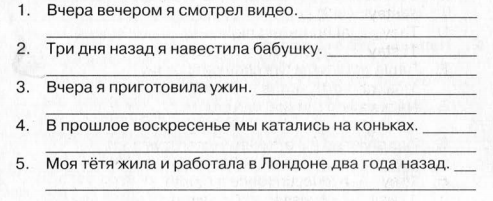 1. Вчера вечером я смотрел видео.
2. Три дня назад я навестила бабушку.
3. Вчера я приготовила ужин.
4. В прошлое воскресенье мы катались на коньках.
5. Моя тётя жила и работала в Лондоне два года назад.